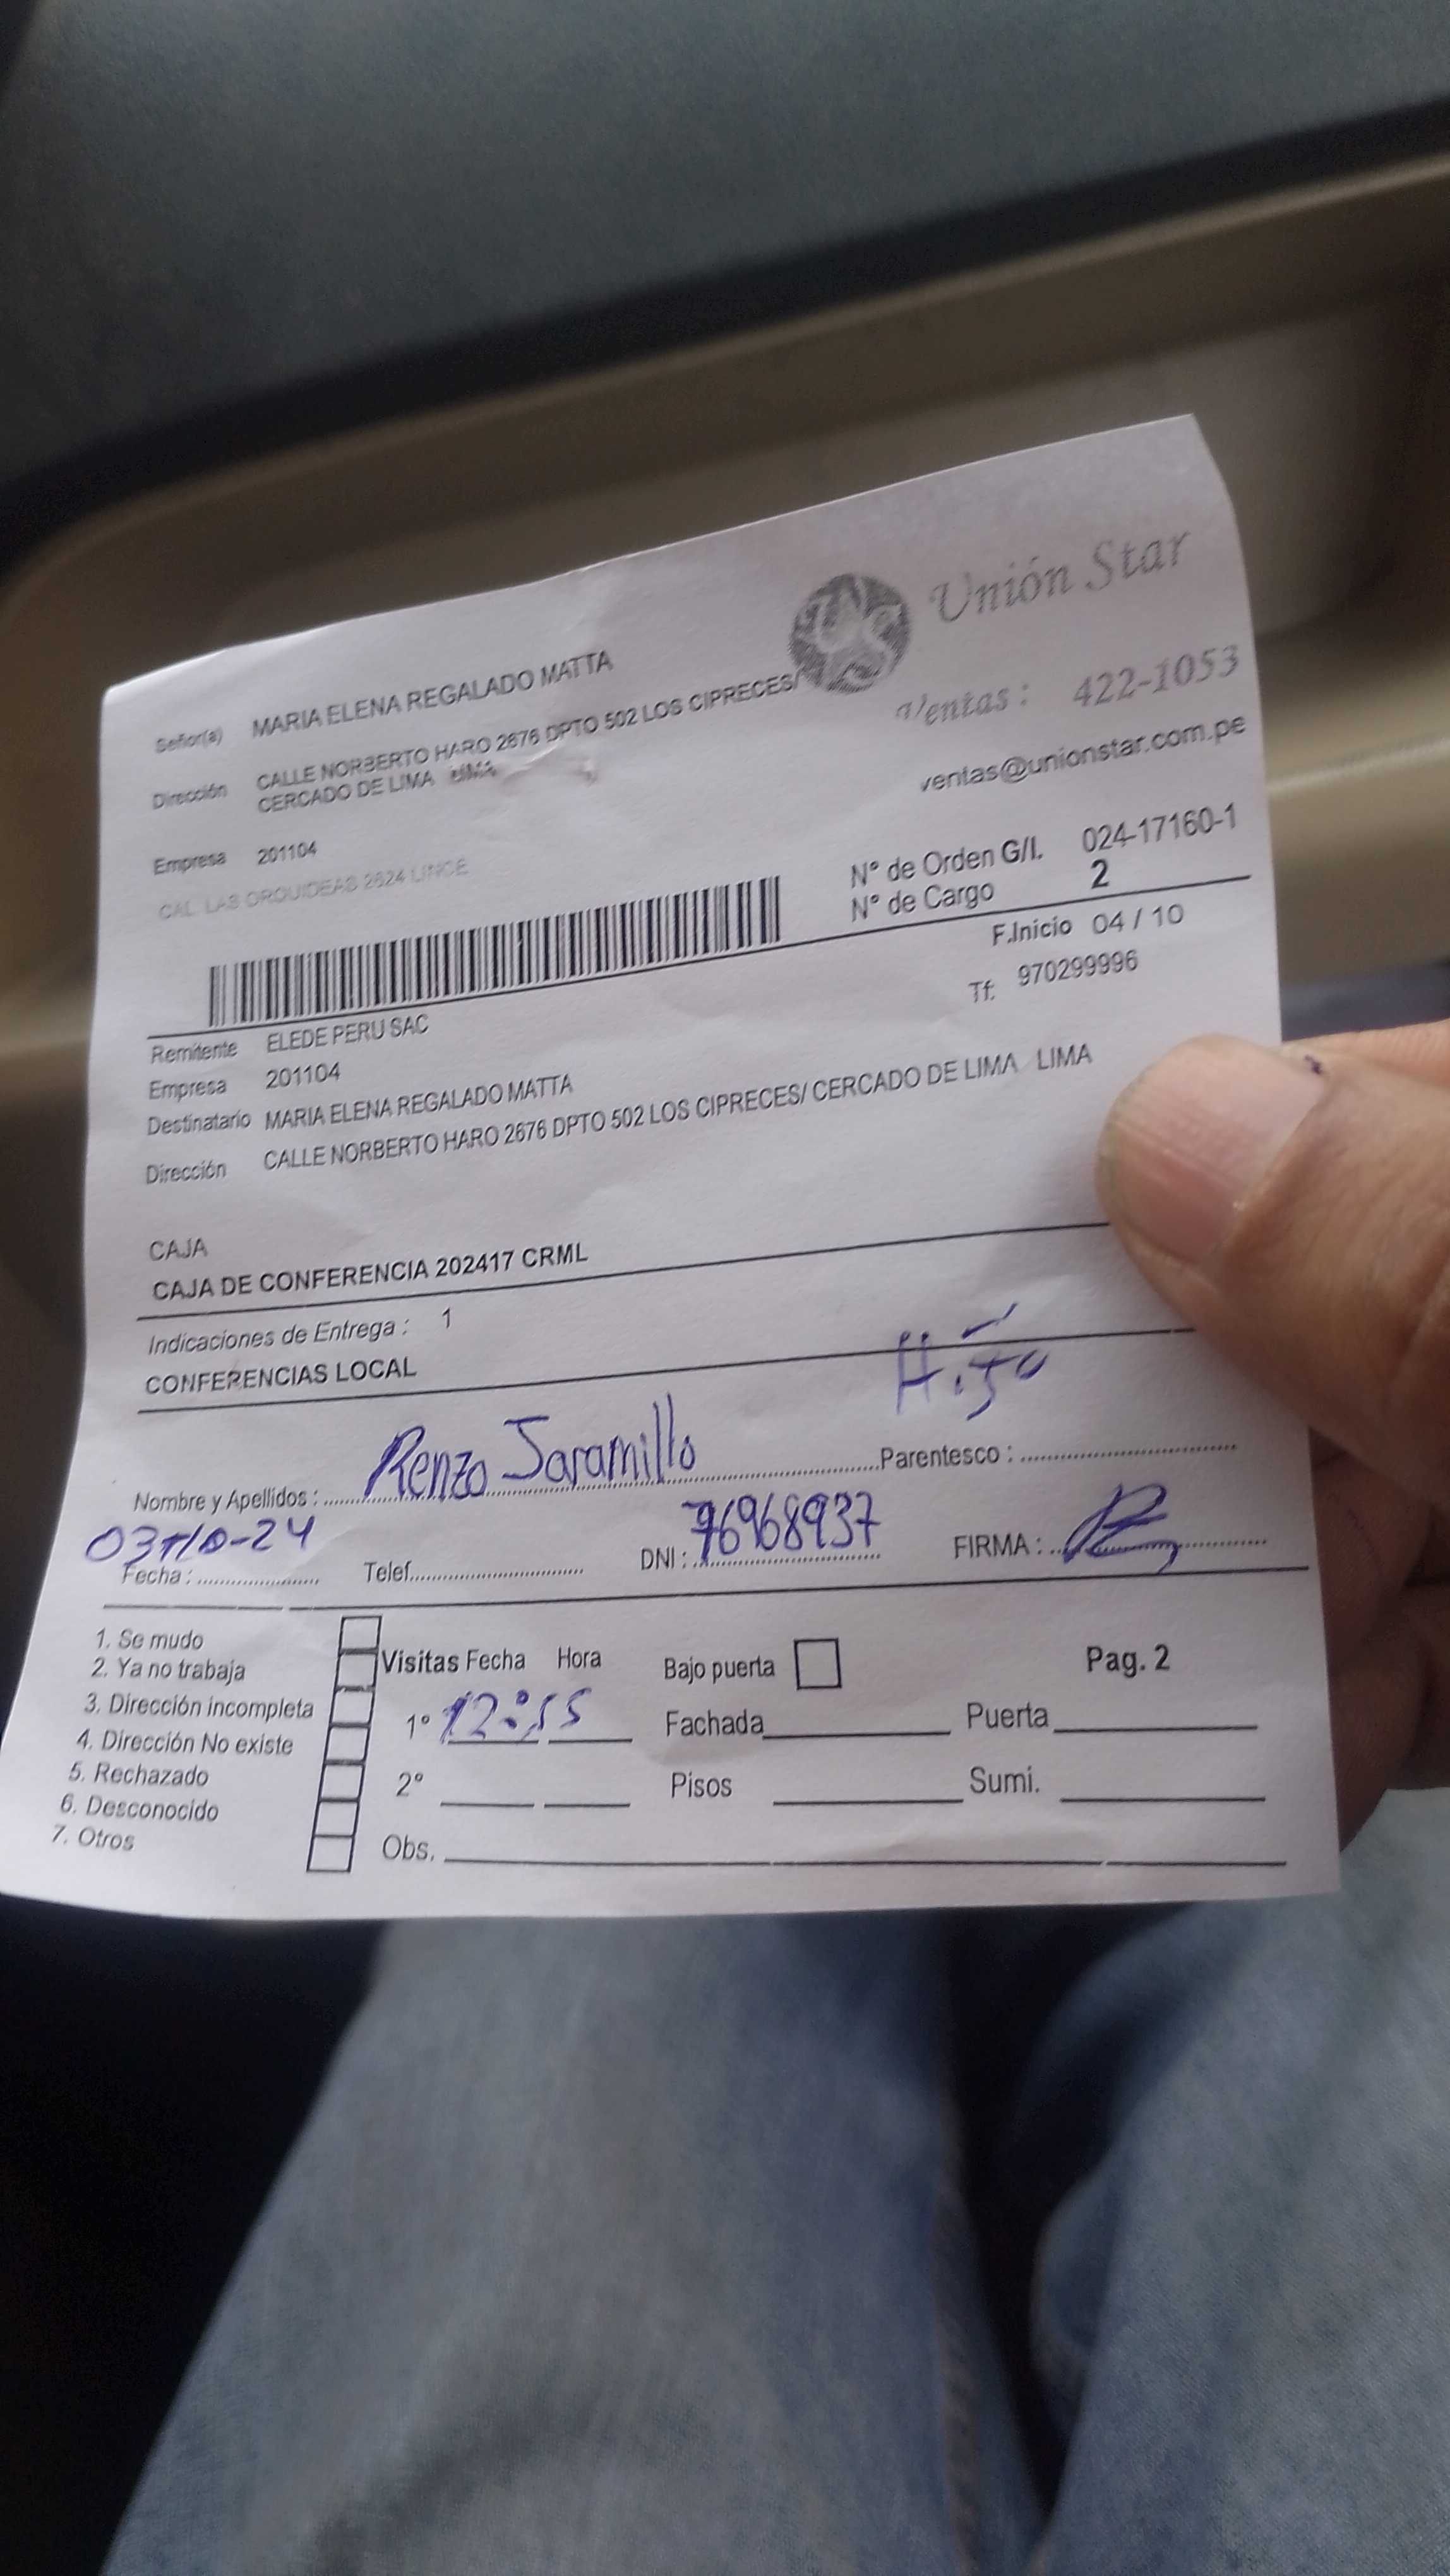 Unión Star
Señor(a) MARIA ELENA REGALADO MATTA
Ventas : 422-1053
Dirección CALLE NORBERTO HARO 2676 DPTO 502 LOS CIPRECES/
CERCADO DE LIMA LIMA
ventas@unionstar.com.pe
Empresa 201104
CAL LAS ORQUIDEAS 2624 LINCE
N° de Orden G/I. 024-17160-1
N° de Cargo 2
F.Inicio 04 / 10
Tf: 970299996
Remitente ELEDE PERU SAC
Empresa 201104
Destinatario MARIA ELENA REGALADO MATTA
Dirección CALLE NORBERTO HARO 2676 DPTO 502 LOS CIPRECES/ CERCADO DE LIMA LIMA
CAJA
CAJA DE CONFERENCIA 202417 CRML
Indicaciones de Entrega : 1
CONFERENCIAS LOCAL
Hijo
Nombre y Apellidos : Renzo Jaramillo Parentesco :
03-10-24
Fecha : Telef. DNI : 76968937 FIRMA :
1. Se mudo
2. Ya no trabaja
3. Dirección incompleta
4. Dirección No existe
5. Rechazado
6. Desconocido
7. Otros
Visitas Fecha Hora Bajo puerta Pag. 2
1° 12:55 Fachada Puerta
2° Pisos Sumi.
Obs.